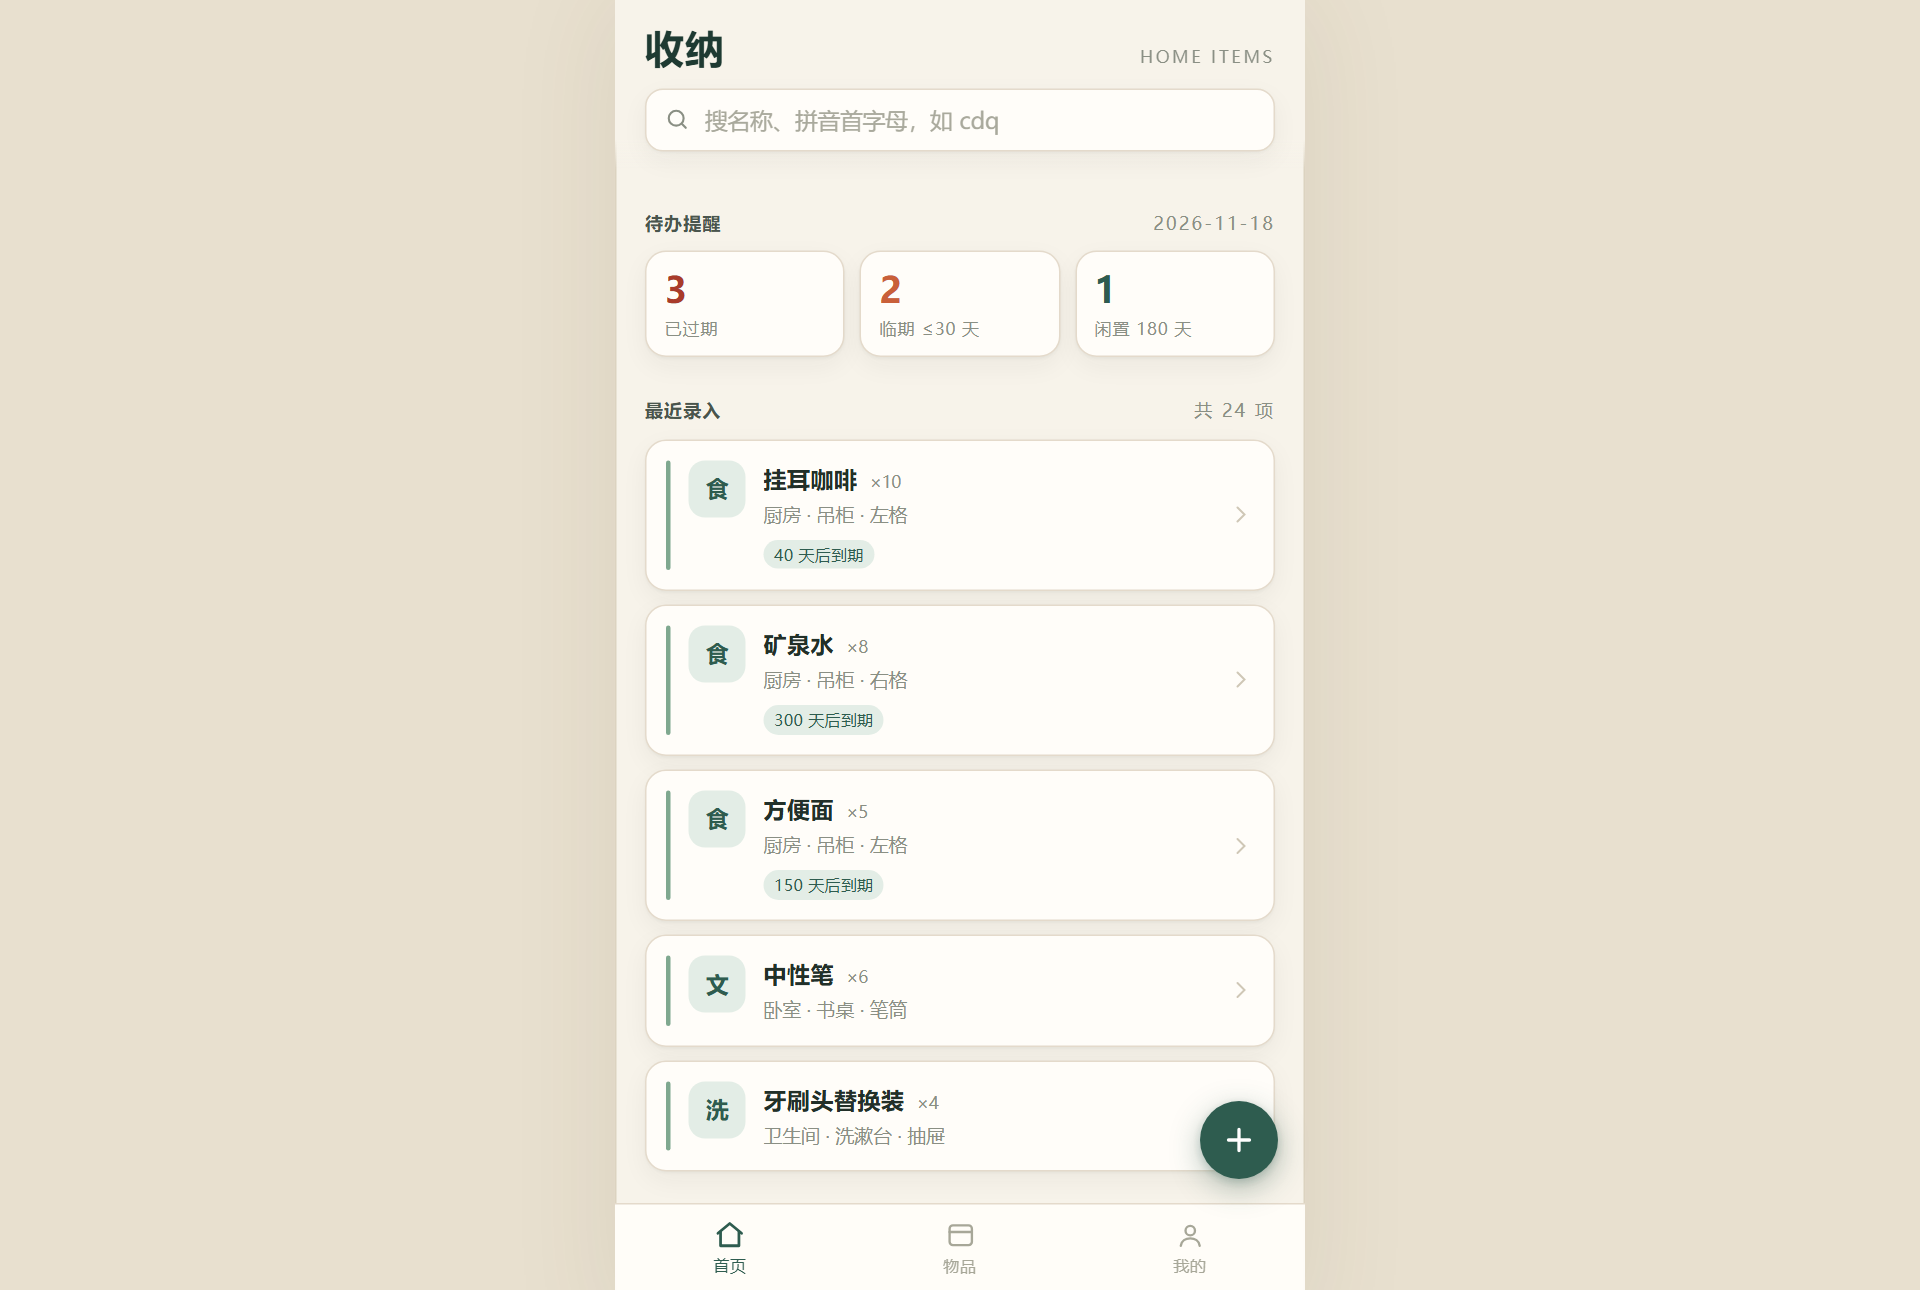 收纳
HOME ITEMS
搜名称、拼音首字母，如 cdq
待办提醒
2026-11-18
3
已过期
2
临期 ≤30 天
1
闲置 180 天
最近录入
共 24 项
食
挂耳咖啡 ×10
厨房 · 吊柜 · 左格
40 天后到期
食
矿泉水 ×8
厨房 · 吊柜 · 右格
300 天后到期
食
方便面 ×5
厨房 · 吊柜 · 左格
150 天后到期
文
中性笔 ×6
卧室 · 书桌 · 笔筒
洗
牙刷头替换装 ×4
卫生间 · 洗漱台 · 抽屉
首页
物品
我的